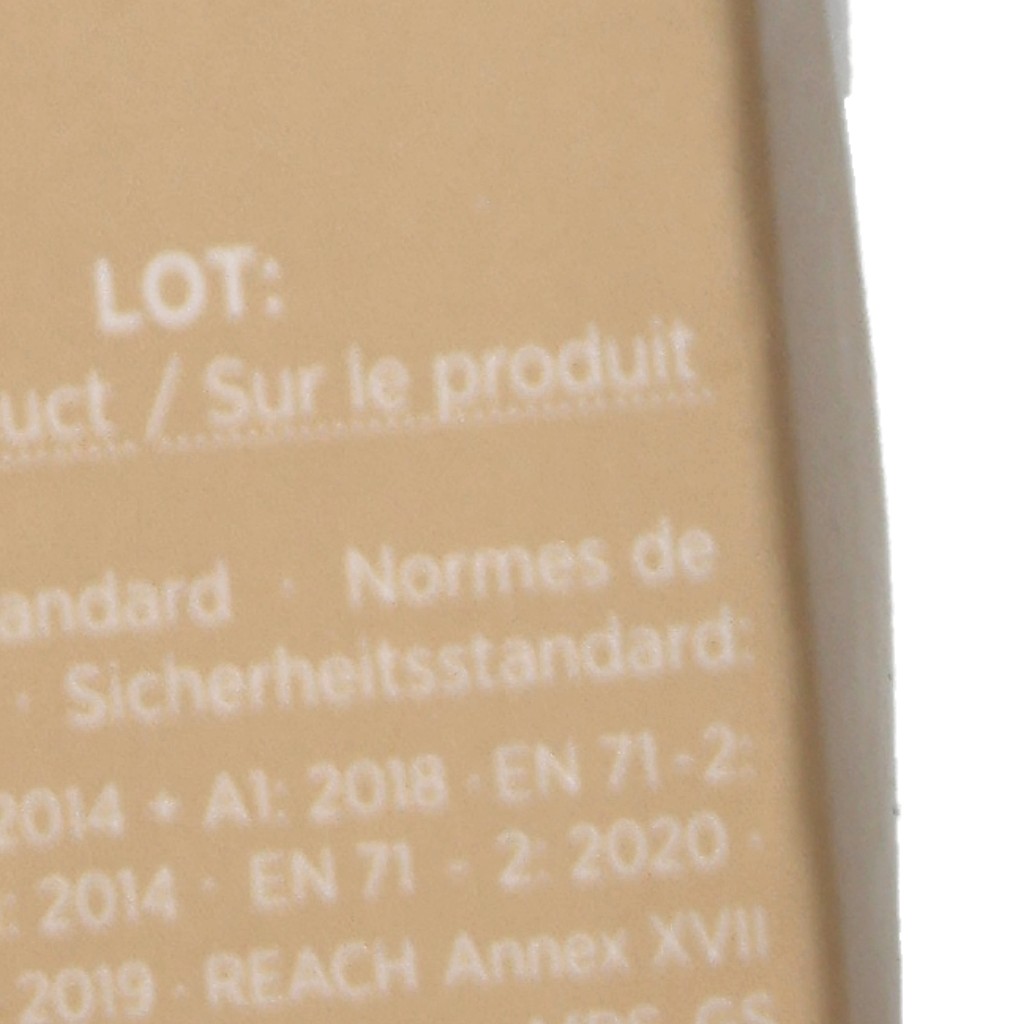 LOT:
uct / Sur le produit
andard · Normes de
· Sicherheitsstandard:
2014 + A1: 2018 · EN 71 - 2:
: 2014 · EN 71 - 2: 2020 ·
2019 · REACH Annex XVII
GS